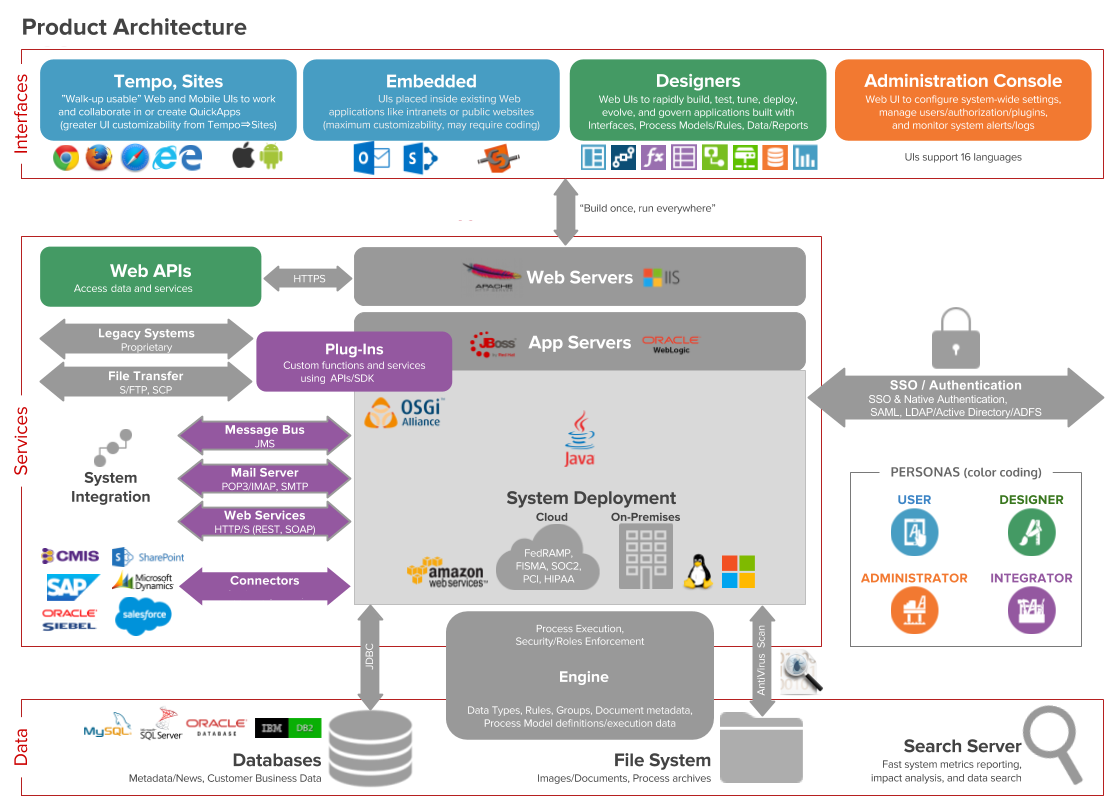 Product Architecture
Interfaces
Tempo, Sites
"Walk-up usable" Web and Mobile UIs to work
and collaborate in or create QuickApps
(greater UI customizability from Tempo⇒Sites)
Embedded
UIs placed inside existing Web
applications like intranets or public websites
(maximum customizability, may require coding)
Designers
Web UIs to rapidly build, test, tune, deploy,
evolve, and govern applications built with
Interfaces, Process Models/Rules, Data/Reports
Administration Console
Web UI to configure system-wide settings,
manage users/authorization/plugins,
and monitor system alerts/logs
UIs support 16 languages
"Build once, run everywhere"
Services
Web APIs
Access data and services
HTTPS
APACHE
Web Servers
IIS
Legacy Systems
Proprietary
File Transfer
S/FTP, SCP
Plug-Ins
Custom functions and services
using APIs/SDK
JBoss
by Red Hat
App Servers
ORACLE
WebLogic
OSGi™
Alliance
Java
System
Integration
Message Bus
JMS
Mail Server
POP3/IMAP, SMTP
Web Services
HTTP/S (REST, SOAP)
Connectors
CMIS
SharePoint
SAP
Microsoft
Dynamics
ORACLE
SIEBEL
salesforce
System Deployment
Cloud
On-Premises
amazon
webservices™
FedRAMP,
FISMA, SOC2,
PCI, HIPAA
SSO / Authentication
SSO & Native Authentication,
SAML, LDAP/Active Directory/ADFS
PERSONAS (color coding)
USER
DESIGNER
ADMINISTRATOR
INTEGRATOR
JDBC
Process Execution,
Security/Roles Enforcement
Engine
Data Types, Rules, Groups, Document metadata,
Process Model definitions/execution data
AntiVirus Scan
Data
MySQL
Microsoft
SQL Server
ORACLE
DATABASE
IBM
DB2
Databases
Metadata/News, Customer Business Data
File System
Images/Documents, Process archives
Search Server
Fast system metrics reporting,
impact analysis, and data search